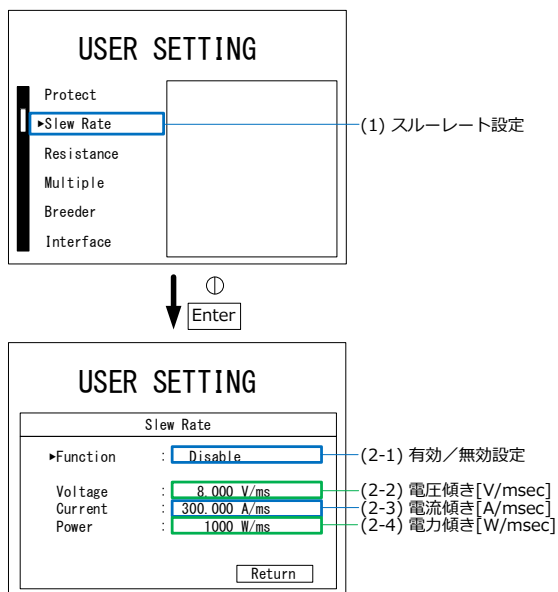 USER SETTING
Protect
▶Slew Rate
(1) スルーレート設定
Resistance
Multiple
Breeder
Interface
Enter
USER SETTING
Slew Rate
▶Function : Disable
(2-1) 有効／無効設定
Voltage : 8.000 V/ms
(2-2) 電圧傾き[V/msec]
Current : 300.000 A/ms
(2-3) 電流傾き[A/msec]
Power : 1000 W/ms
(2-4) 電力傾き[W/msec]
Return